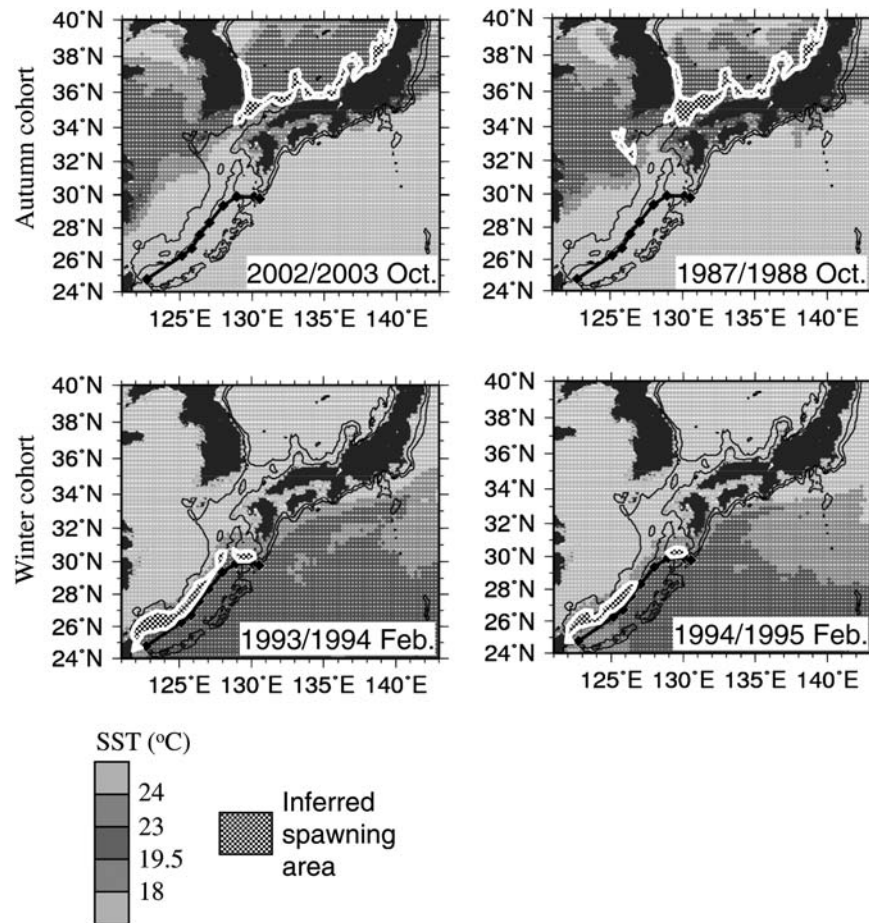 40°N
38°N
36°N
34°N
32°N
30°N
28°N
26°N
24°N
125°E 130°E 135°E 140°E
2002/2003 Oct.
Autumn cohort
40°N
38°N
36°N
34°N
32°N
30°N
28°N
26°N
24°N
125°E 130°E 135°E 140°E
1987/1988 Oct.
40°N
38°N
36°N
34°N
32°N
30°N
28°N
26°N
24°N
125°E 130°E 135°E 140°E
1993/1994 Feb.
Winter cohort
40°N
38°N
36°N
34°N
32°N
30°N
28°N
26°N
24°N
125°E 130°E 135°E 140°E
1994/1995 Feb.
SST (°C)
24
23
19.5
18
Inferred
spawning
area